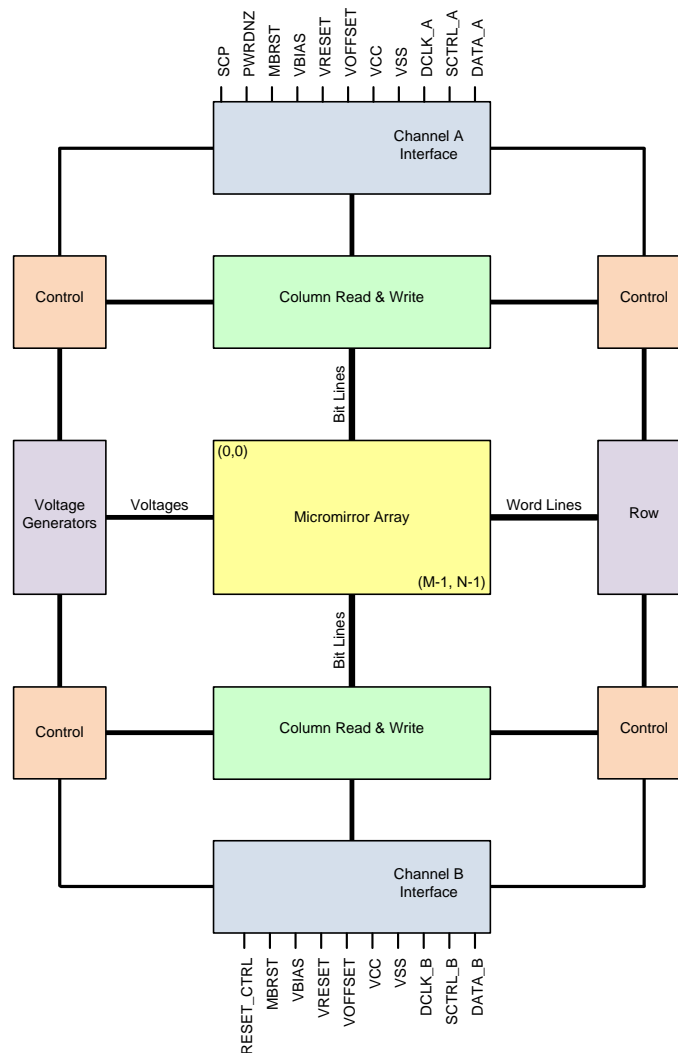 SCP
PWRDNZ
MBRST
VBIAS
VRESET
VOFFSET
VCC
VSS
DCLK_A
SCTRL_A
DATA_A
Channel A
Interface
Control
Column Read & Write
Control
Bit Lines
(0,0)
Voltage
Generators
Voltages
Micromirror Array
Word Lines
Row
(M-1, N-1)
Bit Lines
Control
Column Read & Write
Control
Channel B
Interface
RESET_CTRL
MBRST
VBIAS
VRESET
VOFFSET
VCC
VSS
DCLK_B
SCTRL_B
DATA_B